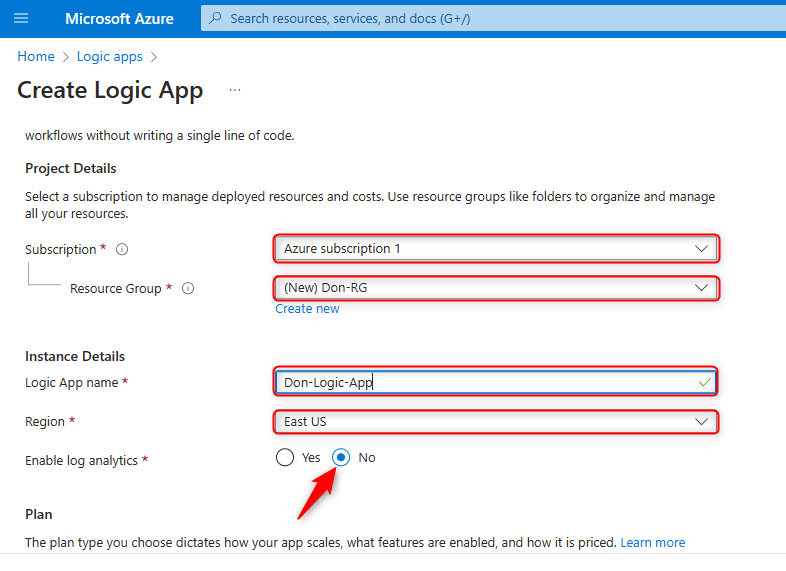 Microsoft Azure
Search resources, services, and docs (G+/)
Home > Logic apps >
Create Logic App ...
workflows without writing a single line of code.
Project Details
Select a subscription to manage deployed resources and costs. Use resource groups like folders to organize and manage
all your resources.
Subscription *
Azure subscription 1
Resource Group *
(New) Don-RG
Create new
Instance Details
Logic App name *
Don-Logic-App
Region *
East US
Enable log analytics *
Yes No
Plan
The plan type you choose dictates how your app scales, what features are enabled, and how it is priced. Learn more